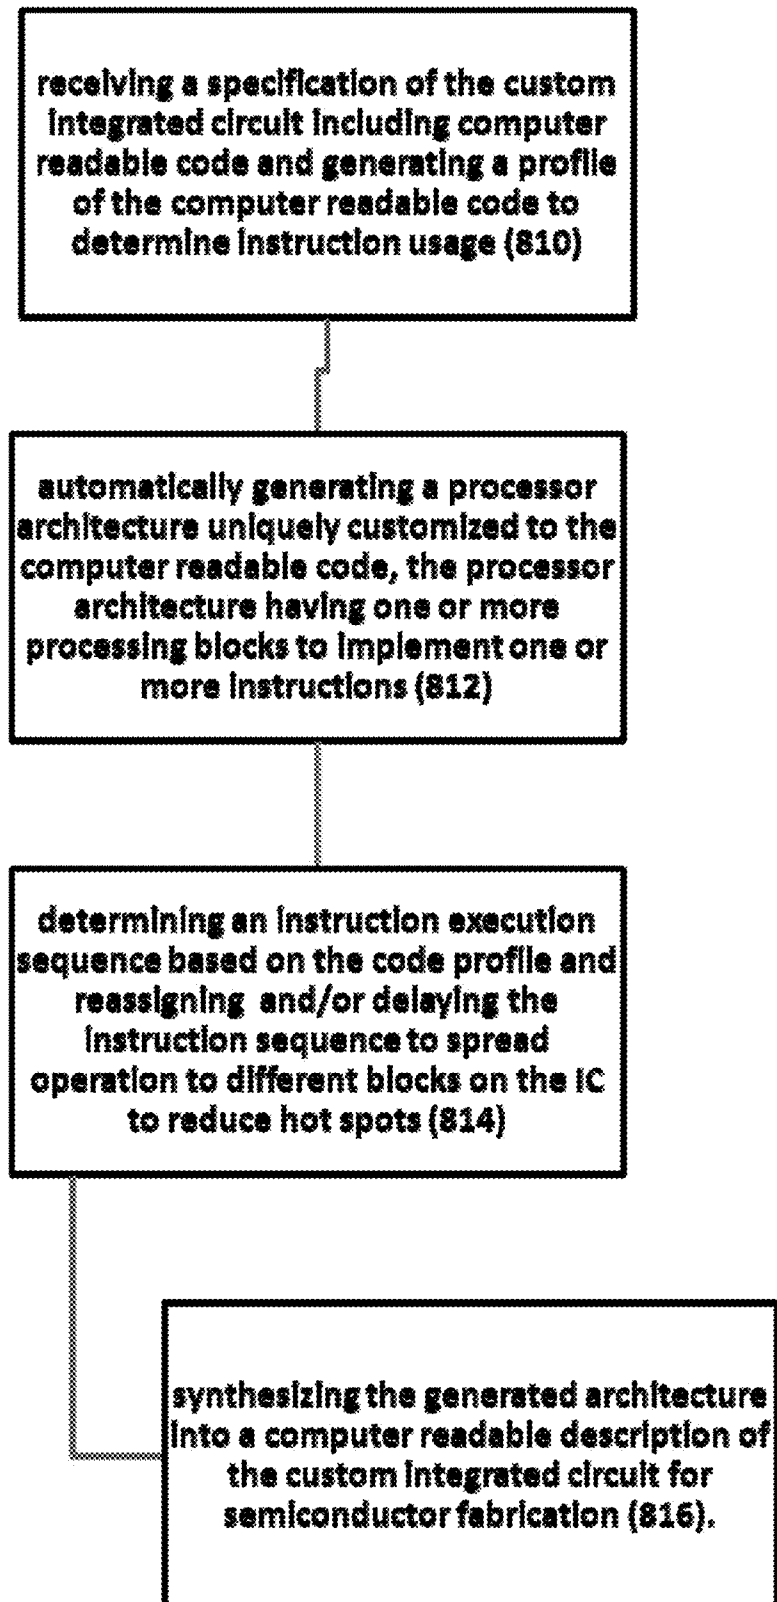 receiving a specification of the custom
integrated circuit including computer
readable code and generating a profile
of the computer readable code to
determine instruction usage (810)
automatically generating a processor
architecture uniquely customized to the
computer readable code, the processor
architecture having one or more
processing blocks to implement one or
more instructions (812)
determining an instruction execution
sequence based on the code profile and
reassigning and/or delaying the
instruction sequence to spread
operation to different blocks on the IC
to reduce hot spots (814)
synthesizing the generated architecture
into a computer readable description of
the custom integrated circuit for
semiconductor fabrication (816).